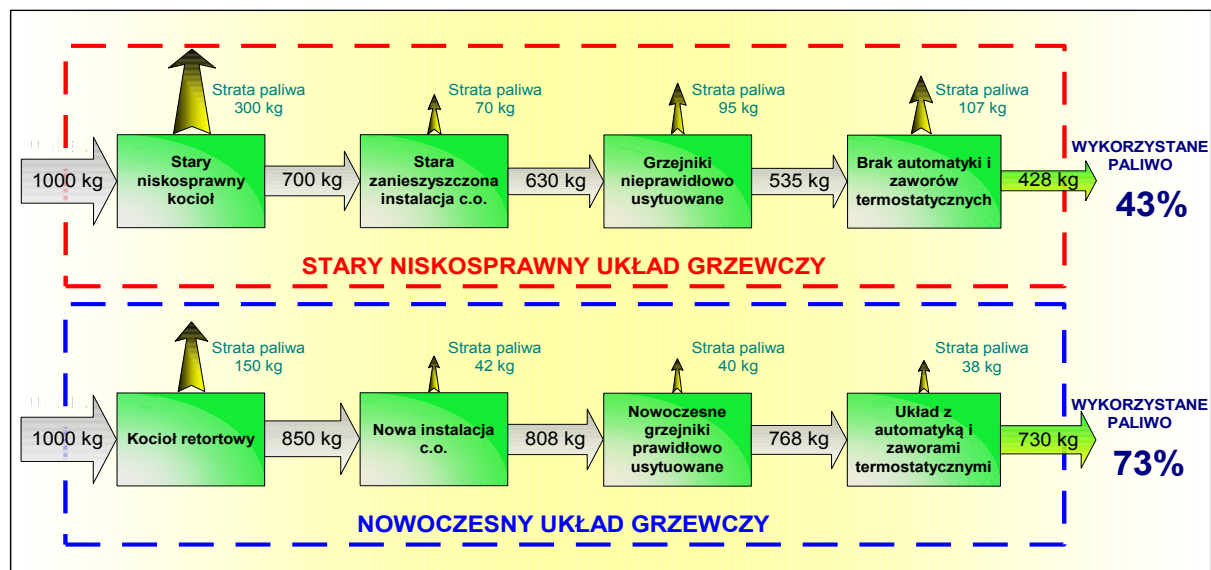 Strata paliwa
300 kg
Strata paliwa
70 kg
Strata paliwa
95 kg
Strata paliwa
107 kg
1000 kg
Stary
niskosprawny
kocioł
700 kg
Stara
zanieszyszczona
instalacja c.o.
630 kg
Grzejniki
nieprawidłowo
usytuowane
535 kg
Brak automatyki i
zaworów
termostatycznych
428 kg
WYKORZYSTANE
PALIWO
43%
STARY NISKOSPRAWNY UKŁAD GRZEWCZY
Strata paliwa
150 kg
Strata paliwa
42 kg
Strata paliwa
40 kg
Strata paliwa
38 kg
1000 kg
Kocioł retortowy
850 kg
Nowa instalacja
c.o.
808 kg
Nowoczesne
grzejniki
prawidłowo
usytuowane
768 kg
Układ z
automatyką i
zaworami
termostatycznymi
730 kg
WYKORZYSTANE
PALIWO
73%
NOWOCZESNY UKŁAD GRZEWCZY